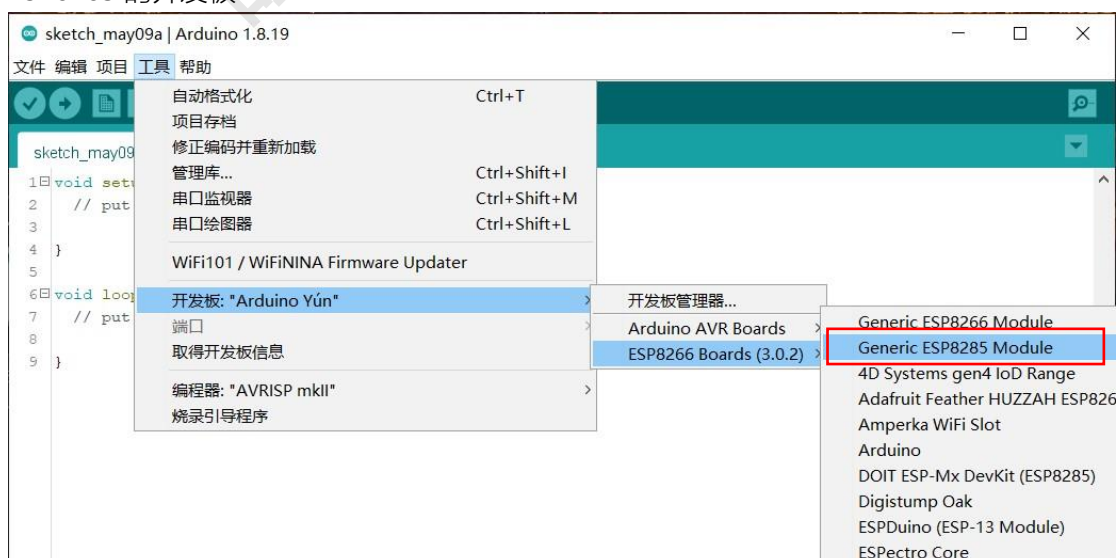 的开发板
sketch_may09a | Arduino 1.8.19
文件 编辑 项目 工具 帮助
sketch_may09
1 void setu
2 // put
3
4 }
5
6 void loop
7 // put
8
9 }
自动格式化 Ctrl+T
项目存档
修正编码并重新加载
管理库... Ctrl+Shift+I
串口监视器 Ctrl+Shift+M
串口绘图器 Ctrl+Shift+L
WiFi101 / WiFiNINA Firmware Updater
开发板: "Arduino Yún"
端口
取得开发板信息
编程器: "AVRISP mkII"
烧录引导程序
开发板管理器...
Arduino AVR Boards
ESP8266 Boards (3.0.2)
Generic ESP8266 Module
Generic ESP8285 Module
4D Systems gen4 IoD Range
Adafruit Feather HUZZAH ESP826
Amperka WiFi Slot
Arduino
DOIT ESP-Mx DevKit (ESP8285)
Digistump Oak
ESPDuino (ESP-13 Module)
ESPectro Core